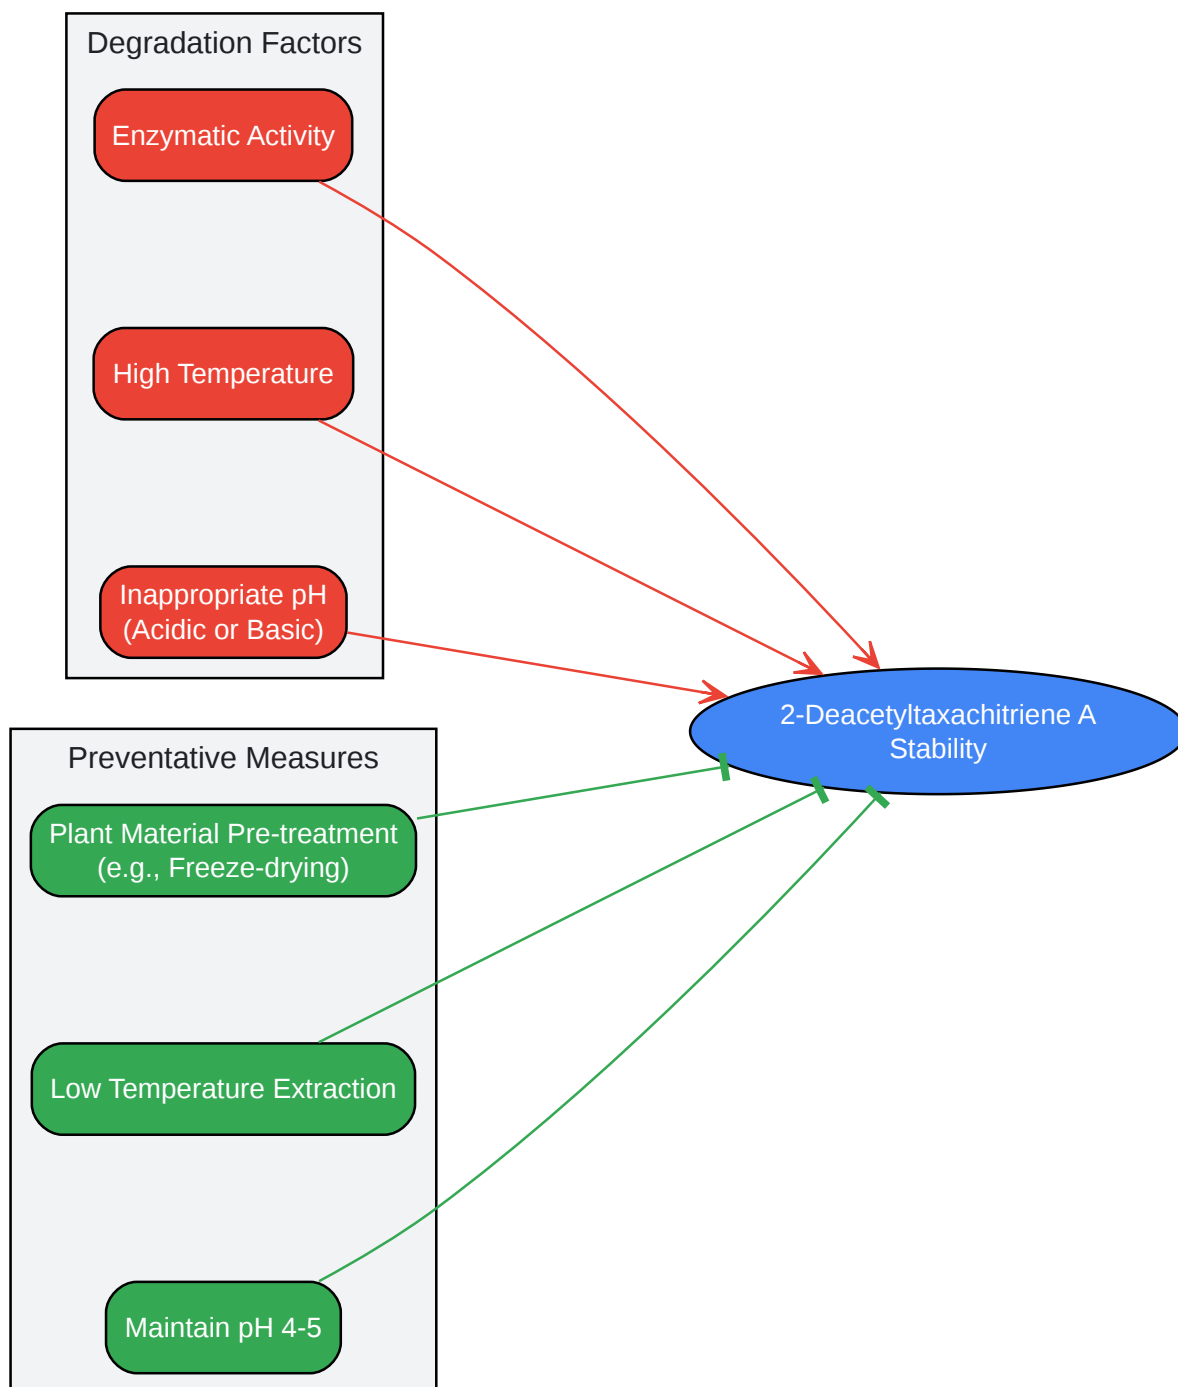 Degradation Factors
Enzymatic Activity
High Temperature
Inappropriate pH
(Acidic or Basic)
2-Deacetyltaxachitriene A
Stability
Preventative Measures
Plant Material Pre-treatment
(e.g., Freeze-drying)
Low Temperature Extraction
Maintain pH 4-5